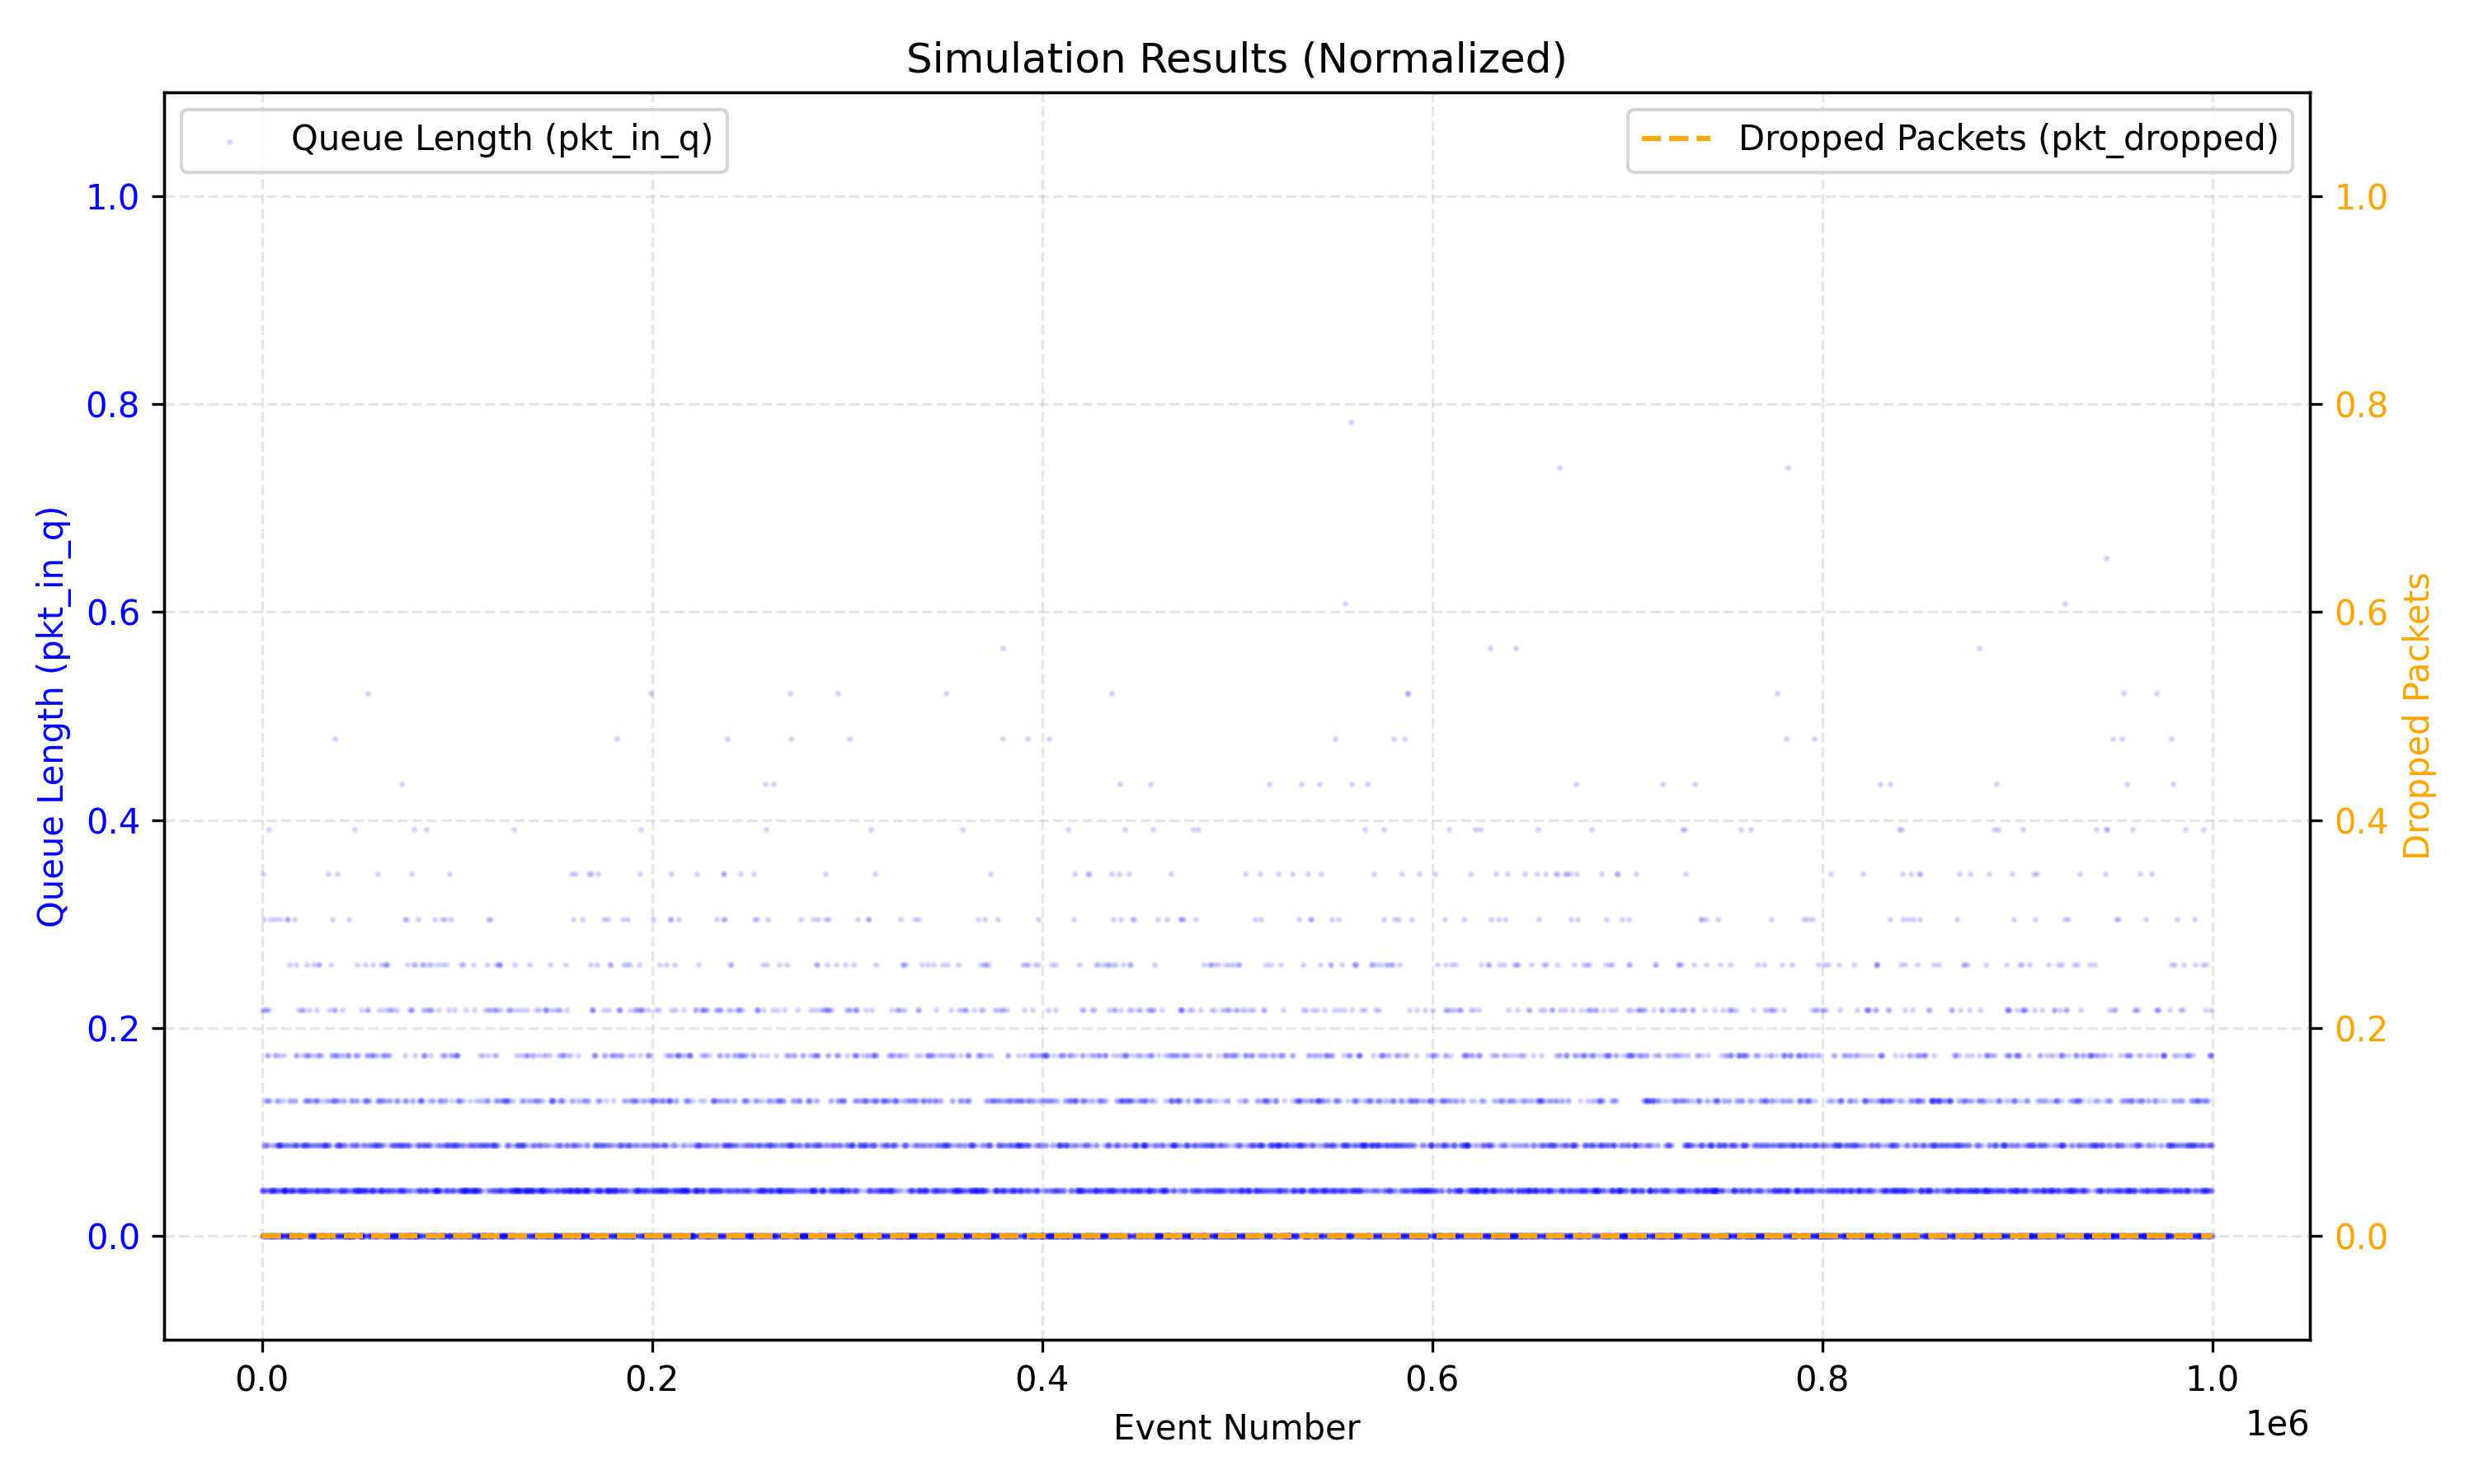 Simulation Results (Normalized)
Queue Length (pkt_in_q)
Dropped Packets (pkt_dropped)
1.0
0.8
0.6
0.4
0.2
0.0
Queue Length (pkt_in_q)
1.0
0.8
0.6
0.4
0.2
0.0
Dropped Packets
0.0 0.2 0.4 0.6 0.8 1.0
1e6
Event Number